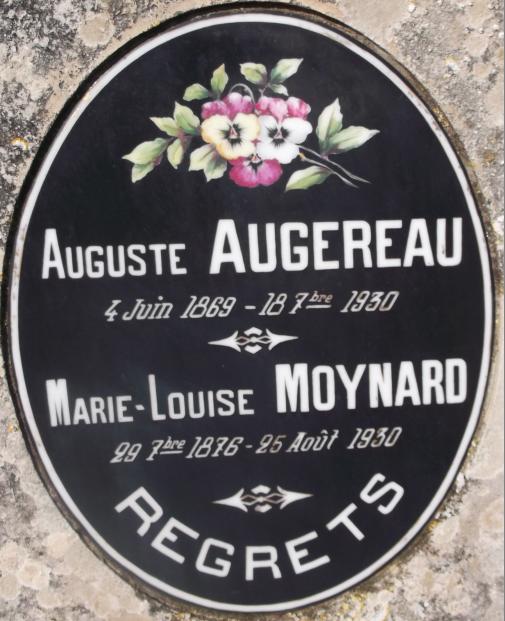 AUGUSTE AUGEREAU
4 Juin 1869 - 18 7bre 1930
MARIE-LOUISE MOYNARD
29 7bre 1876 - 25 Août 1930
REGRETS